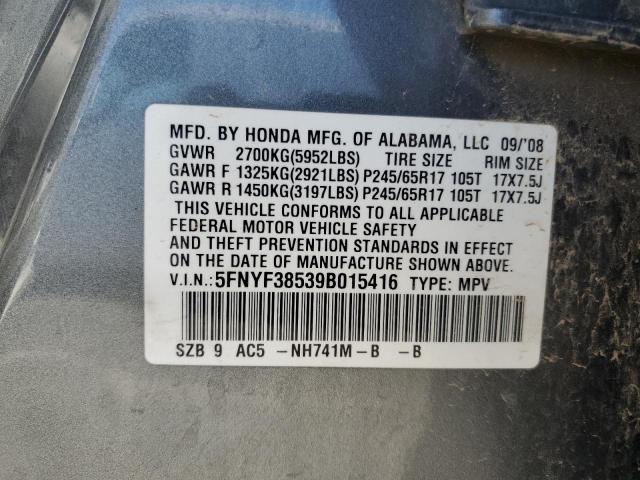 MFD. BY HONDA MFG. OF ALABAMA, LLC 09/'08
GVWR 2700KG(5952LBS) TIRE SIZE RIM SIZE
GAWR F 1325KG(2921LBS) P245/65R17 105T 17X7.5J
GAWR R 1450KG(3197LBS) P245/65R17 105T 17X7.5J
THIS VEHICLE CONFORMS TO ALL APPLICABLE
FEDERAL MOTOR VEHICLE SAFETY
AND THEFT PREVENTION STANDARDS IN EFFECT
ON THE DATE OF MANUFACTURE SHOWN ABOVE.
V.I.N.:5FNYF38539B015416 TYPE: MPV
SZB 9 AC5 -NH741M-B -B